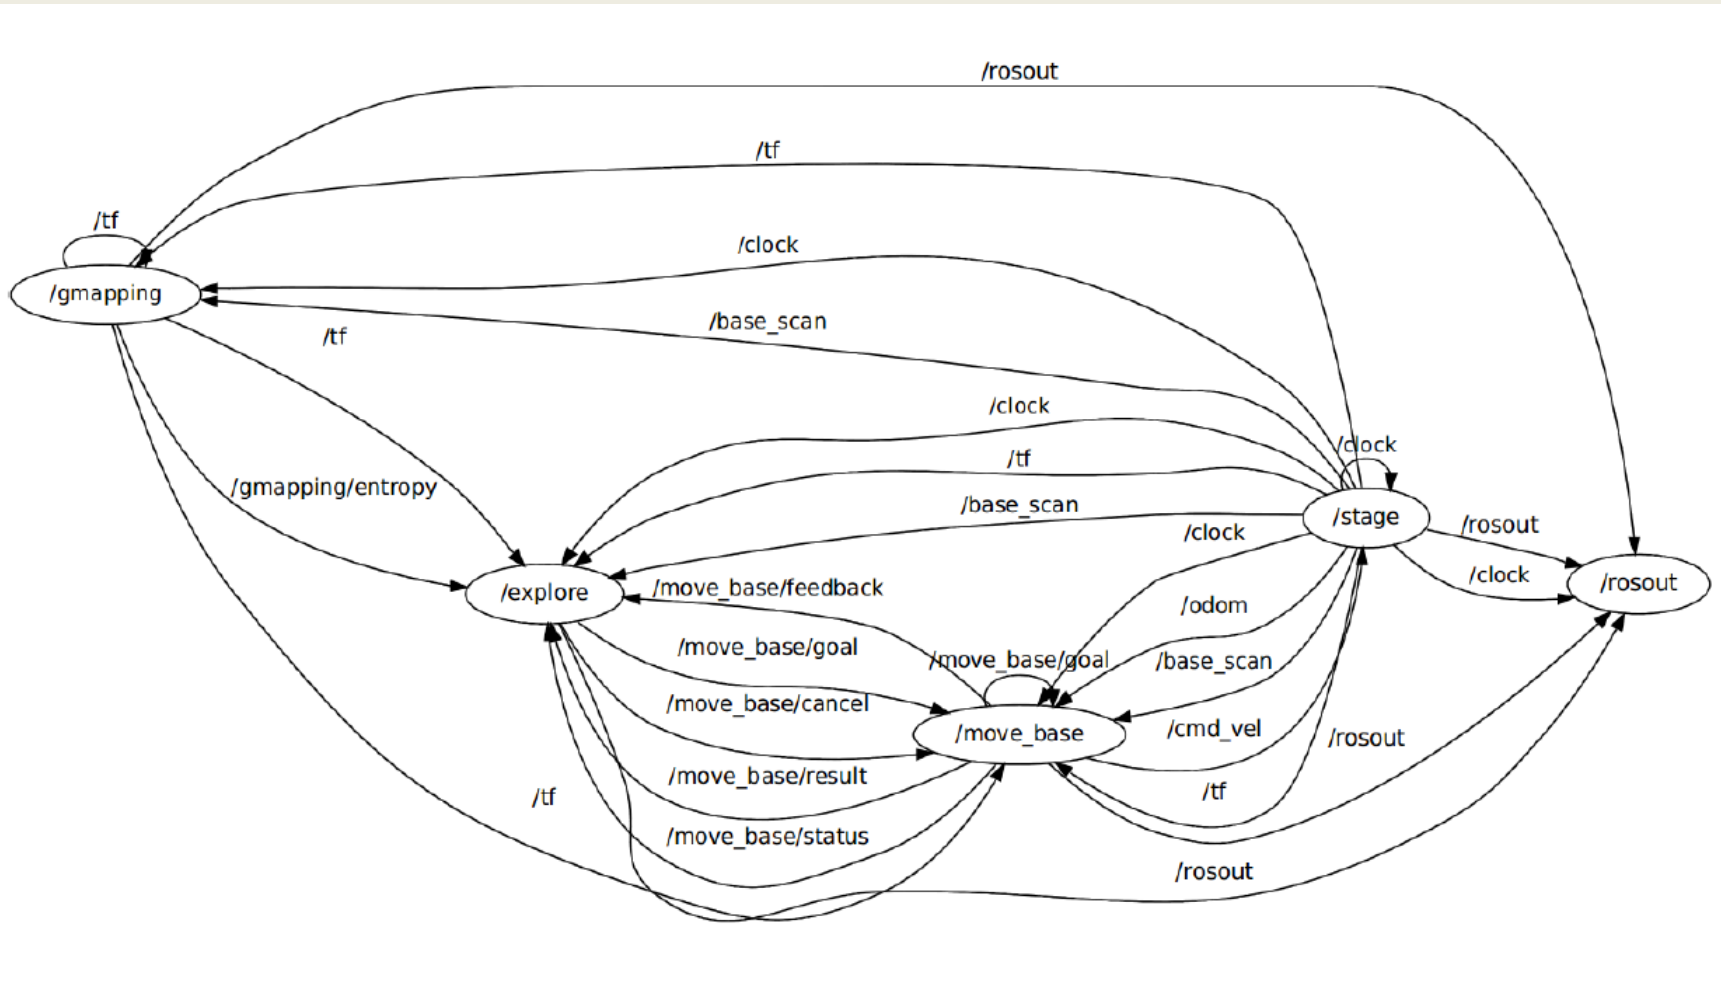 /rosout
/tf
/tf
/clock
/gmapping
/base_scan
/tf
/clock
/clock
/tf
/gmapping/entropy
/base_scan
/stage
/rosout
/clock
/clock
/rosout
/explore
/move_base/feedback
/odom
/move_base/goal
/move_base/goal
/base_scan
/move_base/cancel
/move_base
/cmd_vel
/rosout
/move_base/result
/tf
/tf
/move_base/status
/rosout